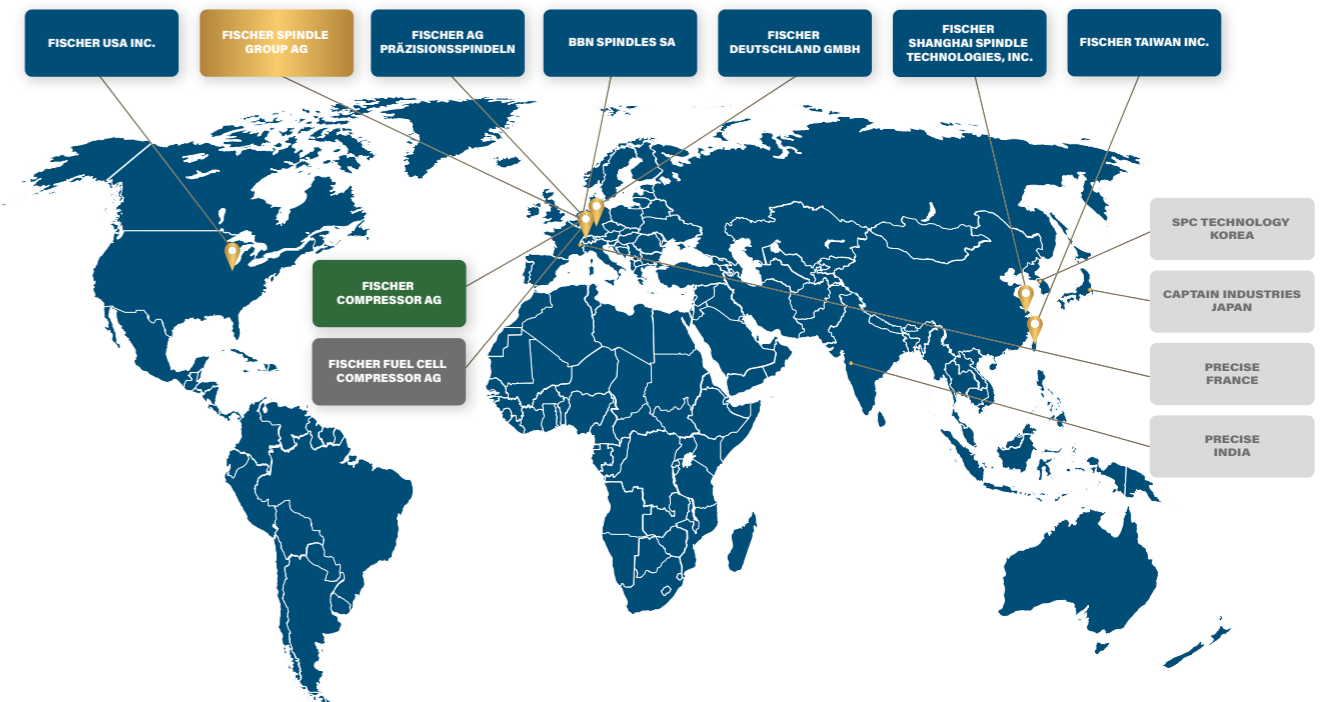 FISCHER USA INC.
FISCHER SPINDLE
GROUP AG
FISCHER AG
PRÄZISIONSSPINDELN
BBN SPINDLES SA
FISCHER
DEUTSCHLAND GMBH
FISCHER
SHANGHAI SPINDLE
TECHNOLOGIES, INC.
FISCHER TAIWAN INC.
SPC TECHNOLOGY
KOREA
FISCHER
COMPRESSOR AG
CAPTAIN INDUSTRIES
JAPAN
FISCHER FUEL CELL
COMPRESSOR AG
PRECISE
FRANCE
PRECISE
INDIA